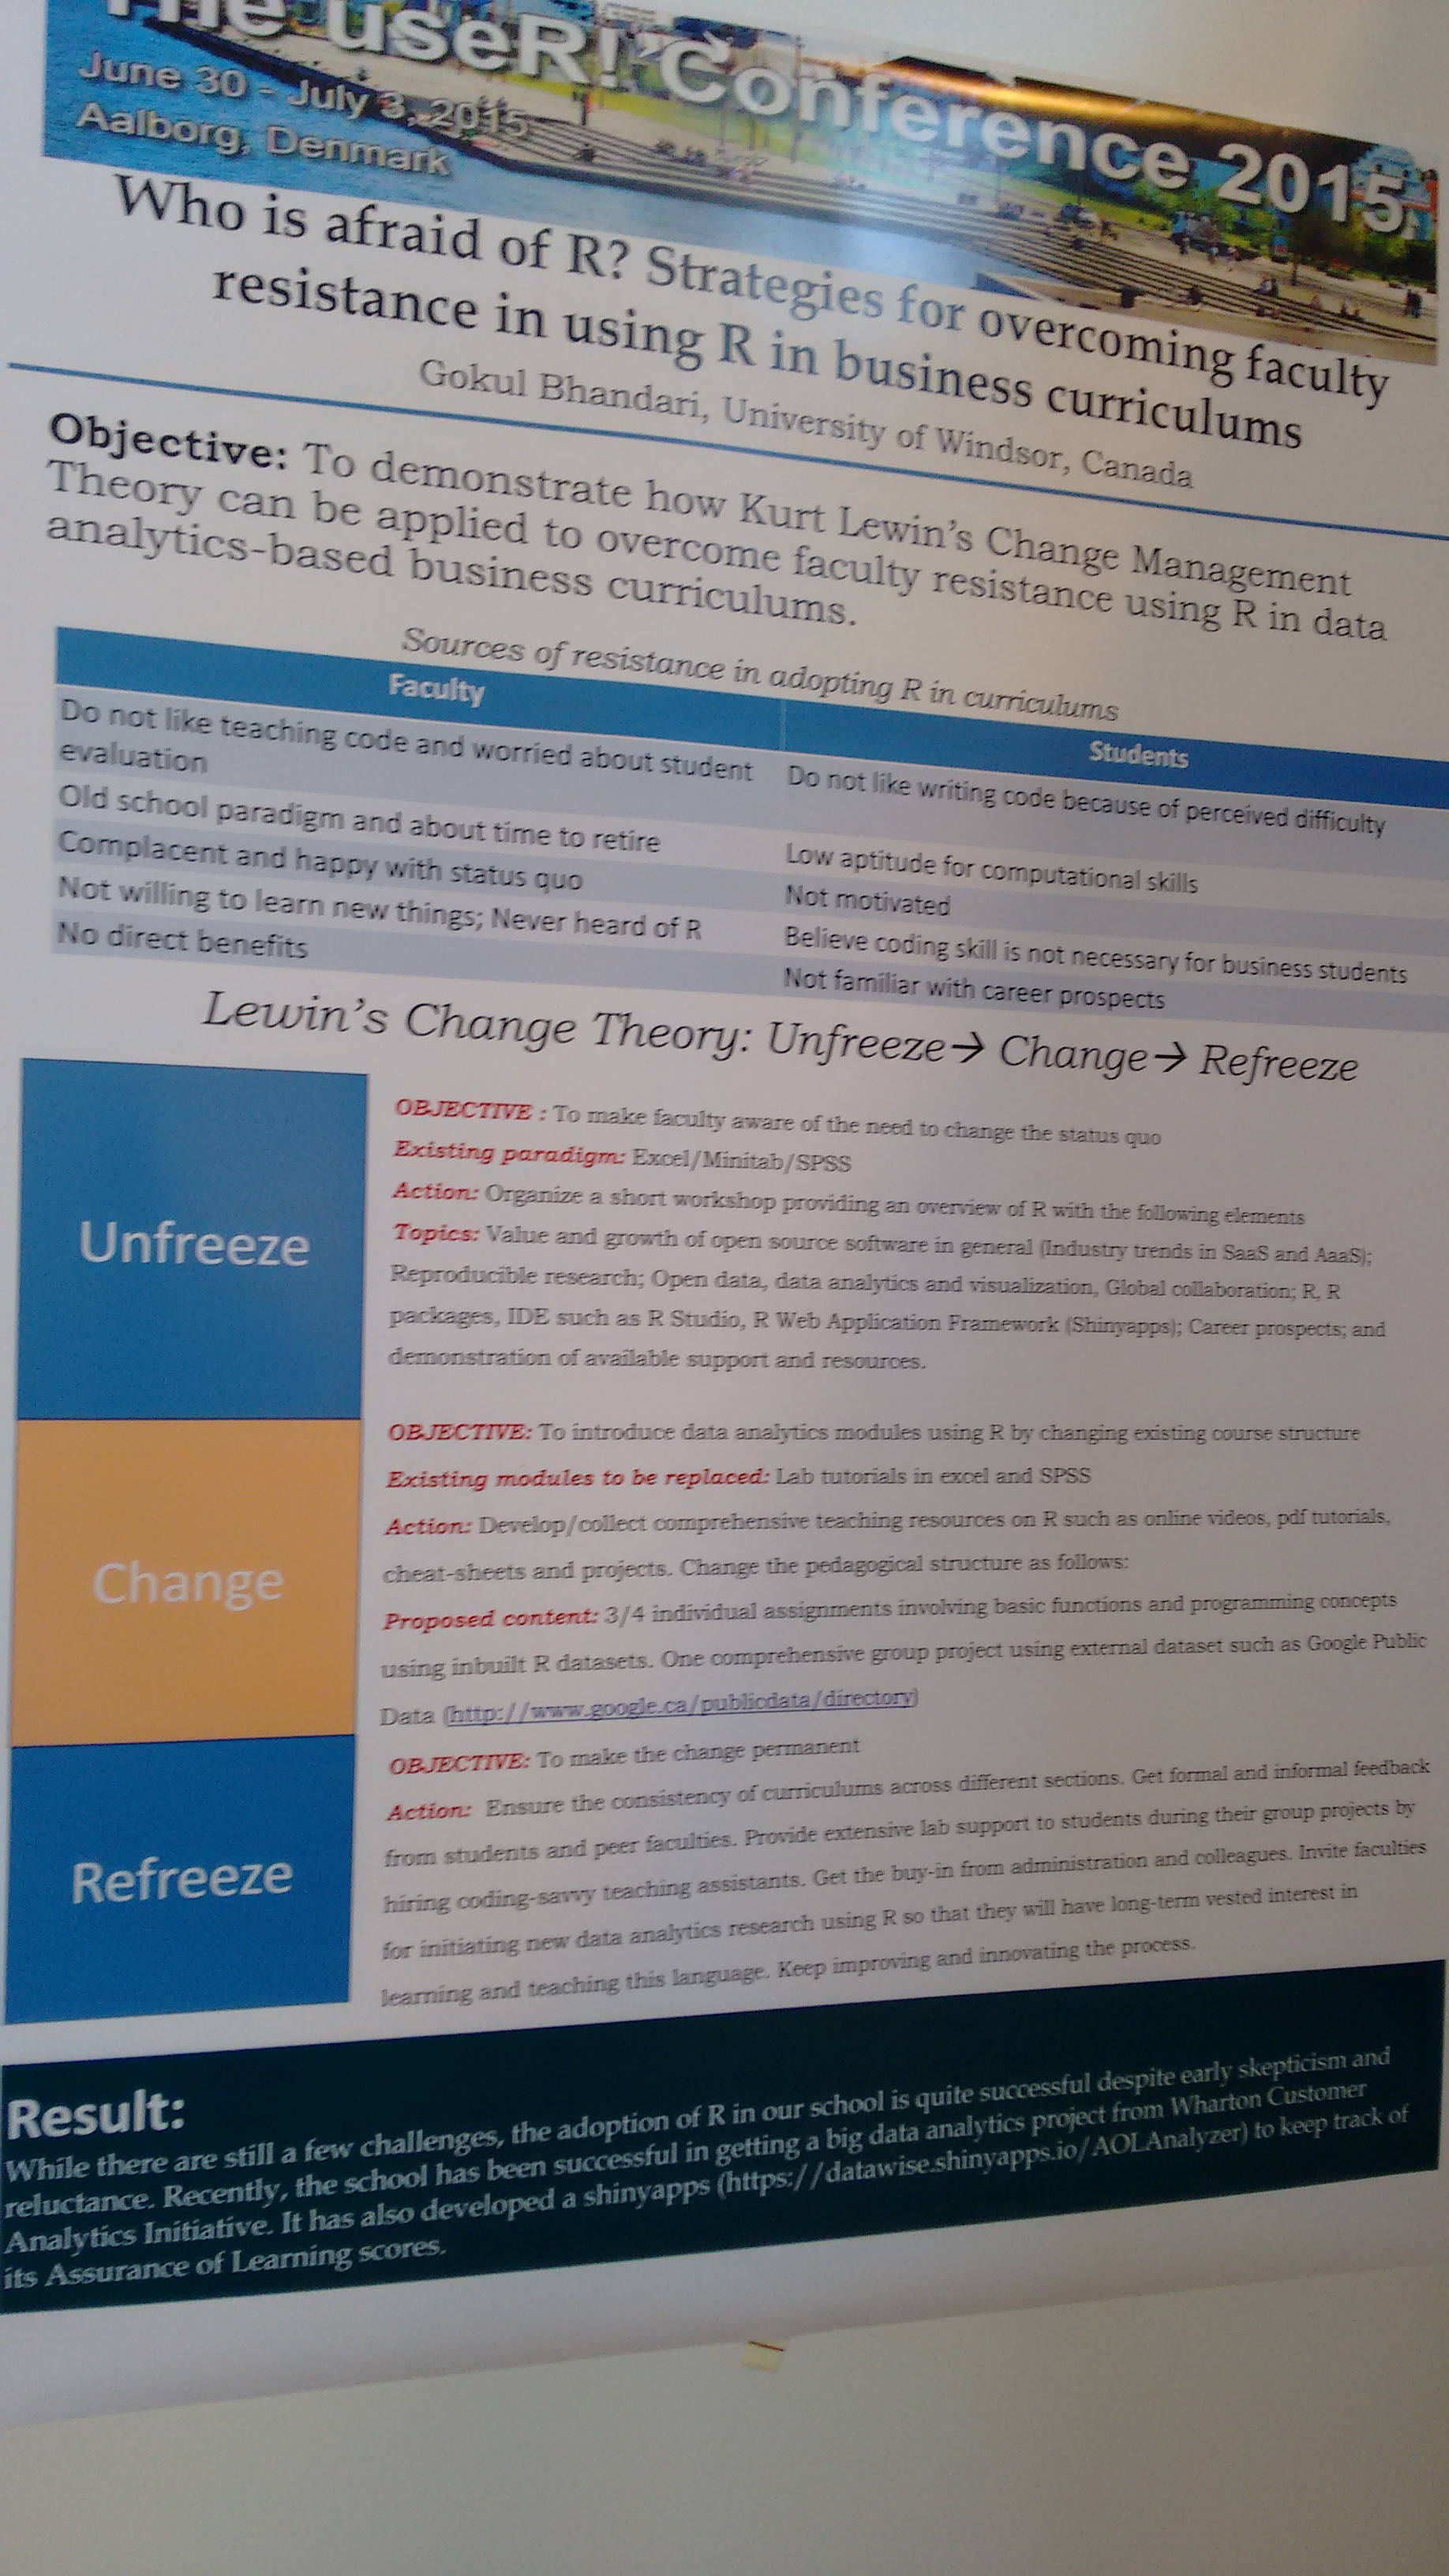 The useR! Conference 2015
June 30 - July 3, 2015
Aalborg, Denmark
Who is afraid of R? Strategies for overcoming faculty
resistance in using R in business curriculums
Gokul Bhandari, University of Windsor, Canada
Objective: To demonstrate how Kurt Lewin's Change Management
Theory can be applied to overcome faculty resistance using R in data
analytics-based business curriculums.
Sources of resistance in adopting R in curriculums
Faculty
Students
Do not like teaching code and worried about student
evaluation
Do not like writing code because of perceived difficulty
Old school paradigm and about time to retire
Low aptitude for computational skills
Complacent and happy with status quo
Not motivated
Not willing to learn new things; Never heard of R
Believe coding skill is not necessary for business students
No direct benefits
Not familiar with career prospects
Lewin's Change Theory: Unfreeze→ Change→ Refreeze
Unfreeze
OBJECTIVE : To make faculty aware of the need to change the status quo
Existing paradigm: Excel/Minitab/SPSS
Action: Organize a short workshop providing an overview of R with the following elements
Topics: Value and growth of open source software in general (Industry trends in SaaS and AaaS);
Reproducible research; Open data, data analytics and visualization, Global collaboration; R, R
packages, IDE such as R Studio, R Web Application Framework (Shinyapps); Career prospects; and
demonstration of available support and resources.
Change
OBJECTIVE: To introduce data analytics modules using R by changing existing course structure
Existing modules to be replaced: Lab tutorials in excel and SPSS
Action: Develop/collect comprehensive teaching resources on R such as online videos, pdf tutorials,
cheat-sheets and projects. Change the pedagogical structure as follows:
Proposed content: 3/4 individual assignments involving basic functions and programming concepts
using inbuilt R datasets. One comprehensive group project using external dataset such as Google Public
Data (http://www.google.ca/publicdata/directory)
Refreeze
OBJECTIVE: To make the change permanent
Action: Ensure the consistency of curriculums across different sections. Get formal and informal feedback
from students and peer faculties. Provide extensive lab support to students during their group projects by
hiring coding-savvy teaching assistants. Get the buy-in from administration and colleagues. Invite faculties
for initiating new data analytics research using R so that they will have long-term vested interest in
learning and teaching this language. Keep improving and innovating the process.
Result:
While there are still a few challenges, the adoption of R in our school is quite successful despite early skepticism and
reluctance. Recently, the school has been successful in getting a big data analytics project from Wharton Customer
Analytics Initiative. It has also developed a shinyapps (https://datawise.shinyapps.io/AOLAnalyzer) to keep track of
its Assurance of Learning scores.